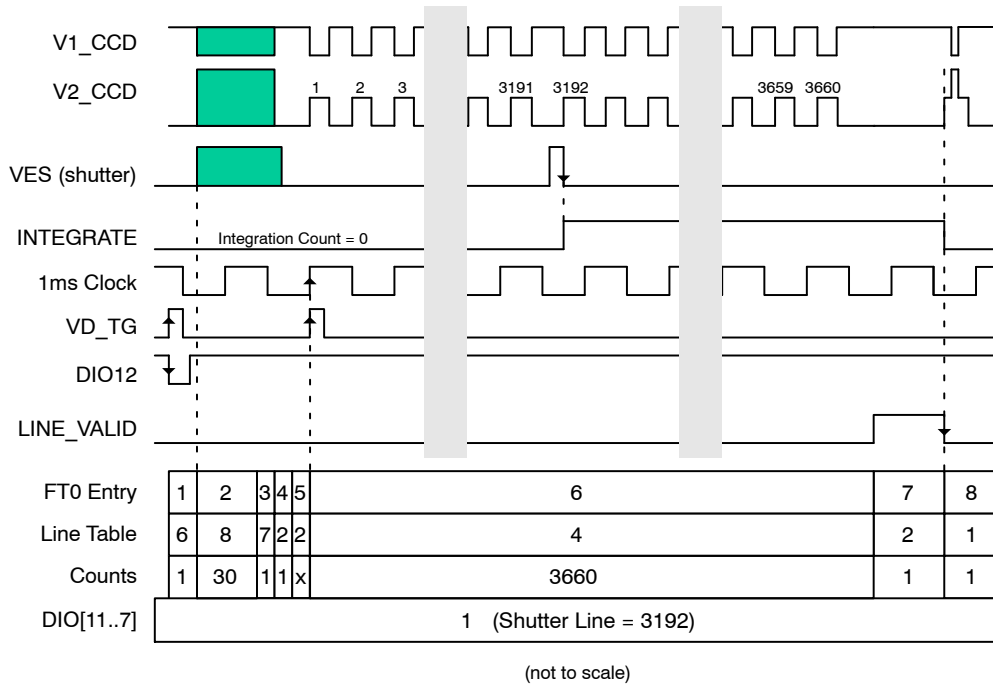 V1_CCD
V2_CCD
1 2 3 3191 3192 3659 3660
VES (shutter)
INTEGRATE
Integration Count = 0
1ms Clock
VD_TG
DIO12
LINE_VALID
FT0 Entry 1 2 3 4 5 6 7 8
Line Table 6 8 7 2 2 4 2 1
Counts 1 30 1 1 x 3660 1 1
DIO[11..7] 1 (Shutter Line = 3192)
(not to scale)